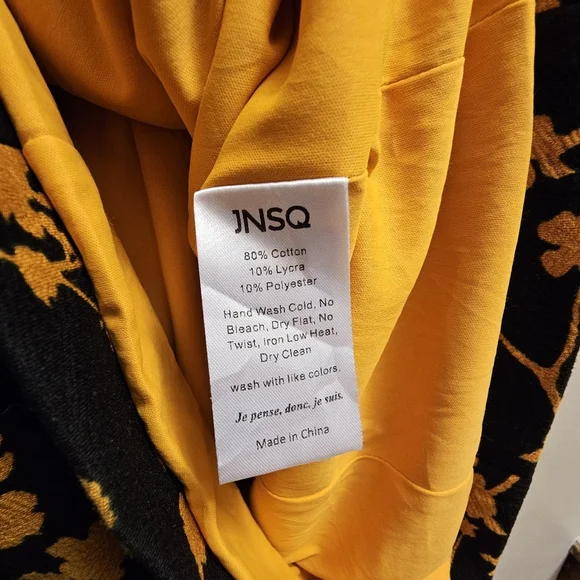 JNSQ
80% Cotton
10% Lycra
10% Polyester
Hand Wash Cold, No
Bleach, Dry Flat, No
Twist, iron Low Heat,
Dry Clean
wash with like colors.
Je pense, donc, je suis.
Made in China